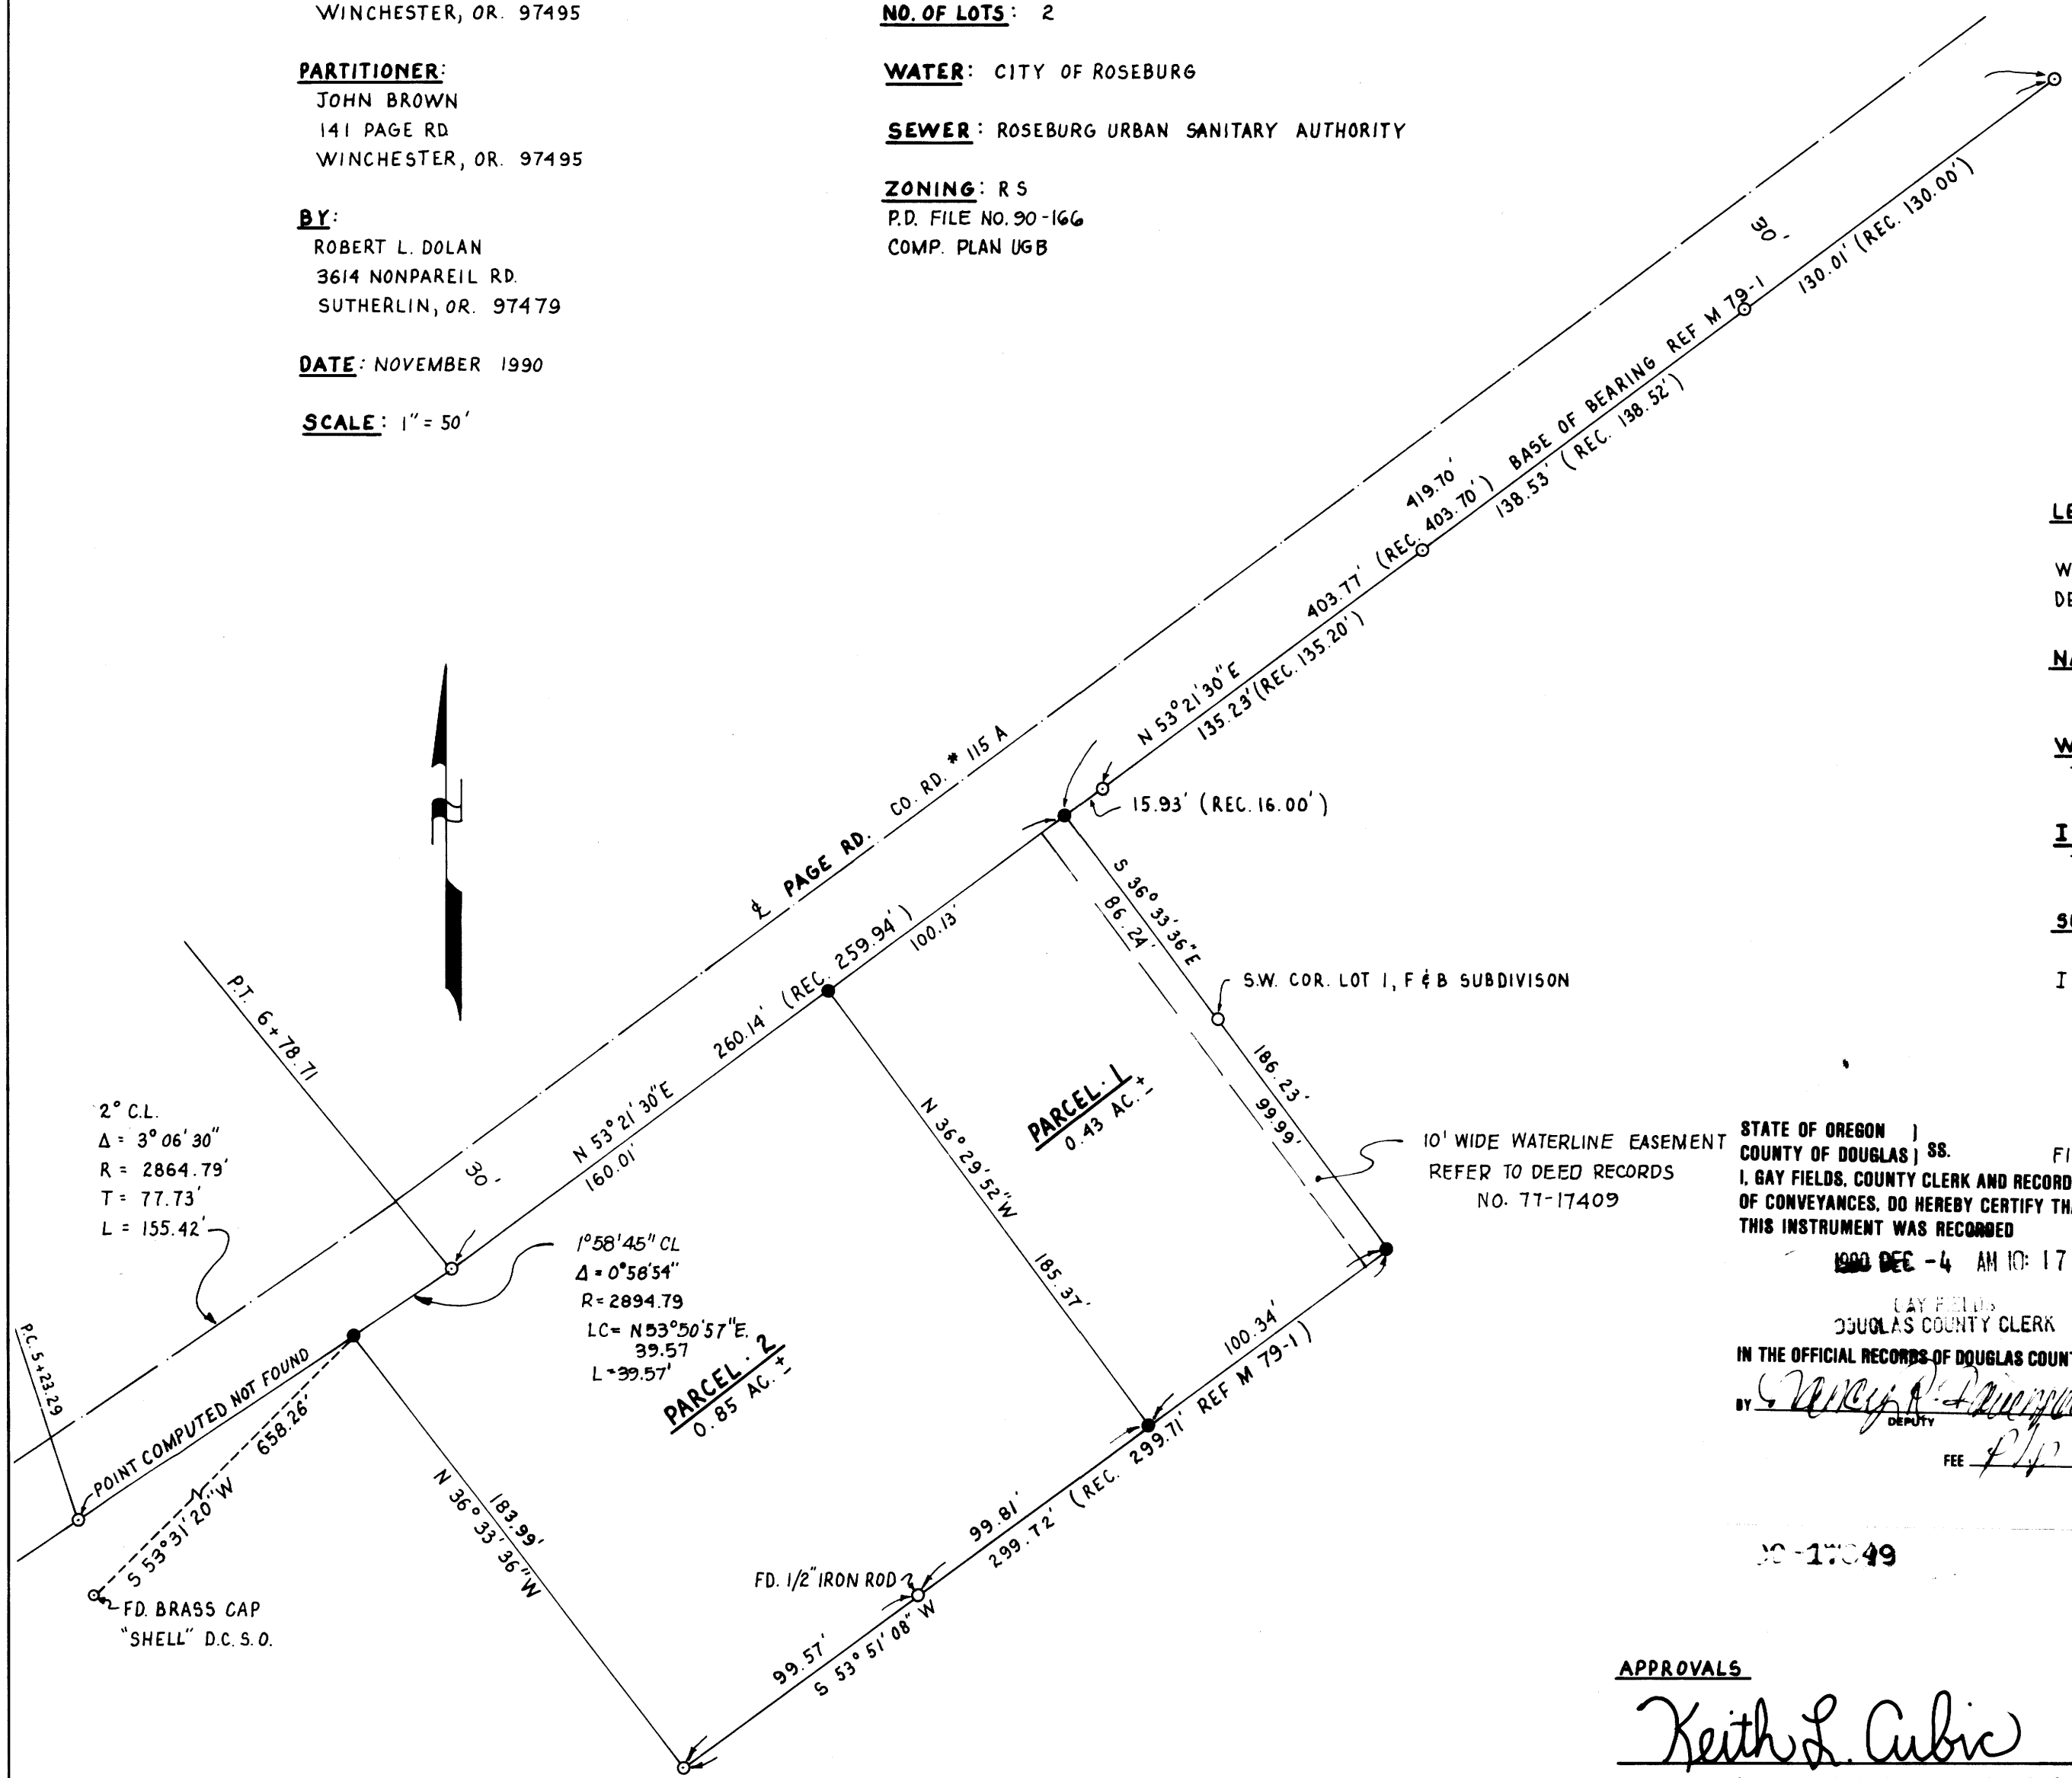 WINCHESTER, OR. 97495
PARTITIONER:
JOHN BROWN
141 PAGE RD
WINCHESTER, OR. 97495
BY:
ROBERT L. DOLAN
3614 NONPAREIL RD.
SUTHERLIN, OR. 97479
DATE: NOVEMBER 1990
SCALE: 1" = 50'
NO. OF LOTS: 2
WATER: CITY OF ROSEBURG
SEWER: ROSEBURG URBAN SANITARY AUTHORITY
ZONING: RS
P.D. FILE NO. 90-166
COMP. PLAN UGB
30'
130.01' (REC. 130.00')
BASE OF BEARING REF M 79-1
138.53' (REC. 138.52')
419.70'
403.77' (REC. 403.70')
N 53° 21' 30" E
135.23' (REC. 135.20')
15.93' (REC. 16.00')
℄ PAGE RD. CO. RD. # 115 A
260.14' (REC. 259.94')
100.13'
N 53° 21' 30" E
160.01'
30'
S 36° 33' 36" E
86.24'
186.23'
99.99'
S.W. COR. LOT 1, F & B SUBDIVISON
10' WIDE WATERLINE EASEMENT
REFER TO DEED RECORDS
NO. 77-17409
PARCEL 1
0.43 AC. ±
N 36° 29' 52" W
185.37'
P.T. 6+78.71
2° C.L.
Δ = 3° 06' 30"
R = 2864.79'
T = 77.73'
L = 155.42'
1°58'45" CL
Δ = 0°58'54"
R = 2894.79
LC = N53°50'57"E.
39.57
L = 39.57'
PARCEL 2
0.85 AC. ±
P.C. 5+23.29
POINT COMPUTED NOT FOUND
658.26'
S 53° 31' 20" W
FD. BRASS CAP
"SHELL" D.C.S.O.
183.99'
N 36° 33' 36" W
100.34'
99.81'
299.72' (REC. 299.71' REF M 79-1)
FD. 1/2" IRON ROD
99.57'
S 53° 51' 08" W
LE
W
DE
NA
W
I
I
STATE OF OREGON )
COUNTY OF DOUGLAS ) SS.
FI
I, GAY FIELDS, COUNTY CLERK AND RECORD
OF CONVEYANCES, DO HEREBY CERTIFY TH
THIS INSTRUMENT WAS RECORDED
1990 DEC -4 AM 10: 17
GAY FIELDS
DOUGLAS COUNTY CLERK
IN THE OFFICIAL RECORDS OF DOUGLAS COUN
BY
DEPUTY
FEE
APPROVALS
Keith L. Cubic